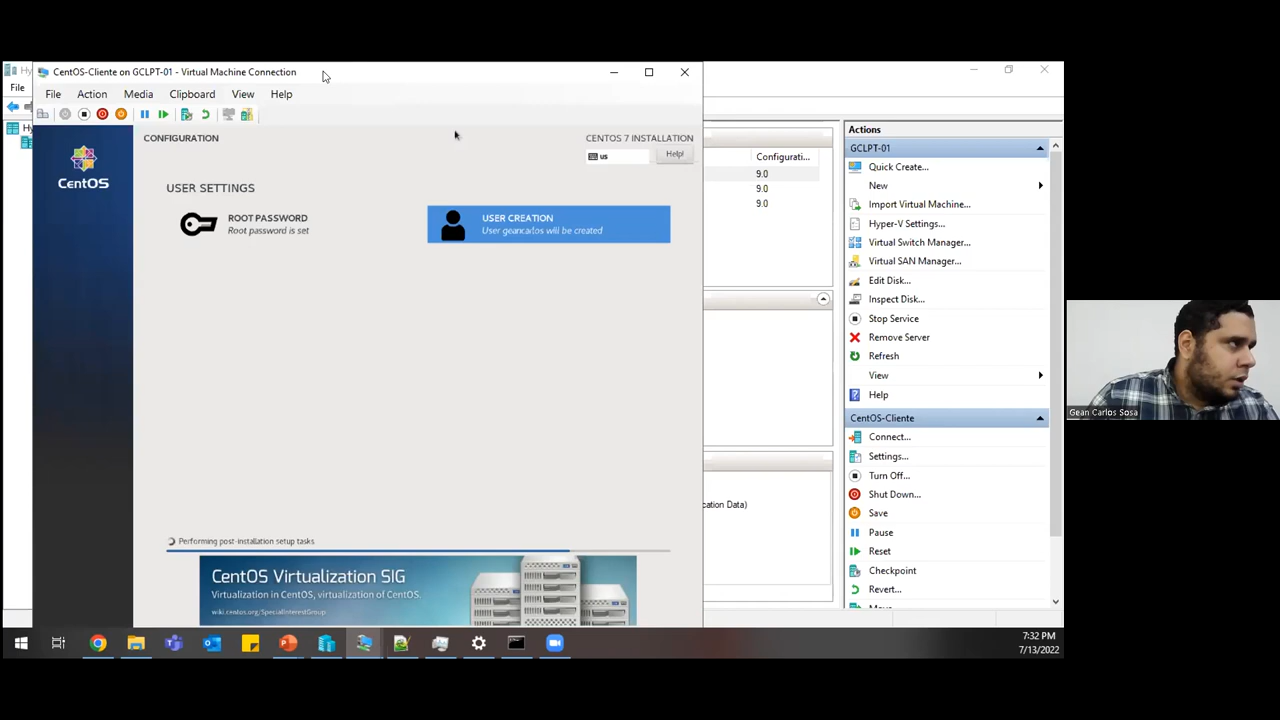 CentOS-Cliente on GCLPT-01 - Virtual Machine Connection
File
Action
Media
Clipboard
View
Help
File
CentOS
CONFIGURATION
CENTOS 7 INSTALLATION
us
Help!
USER SETTINGS
ROOT PASSWORD
Root password is set
USER CREATION
User geancarlos will be created
Performing post-installation setup tasks
CentOS Virtualization SIG
Virtualization in CentOS, virtualization of CentOS.
wiki.centos.org/SpecialInterestGroup
Configurati...
9.0
9.0
9.0
cation Data)
Actions
GCLPT-01
Quick Create...
New
Import Virtual Machine...
Hyper-V Settings...
Virtual Switch Manager...
Virtual SAN Manager...
Edit Disk...
Inspect Disk...
Stop Service
Remove Server
Refresh
View
Help
CentOS-Cliente
Connect...
Settings...
Turn Off...
Shut Down...
Save
Pause
Reset
Checkpoint
Revert...
Gean Carlos Sosa
7:32 PM
7/13/2022